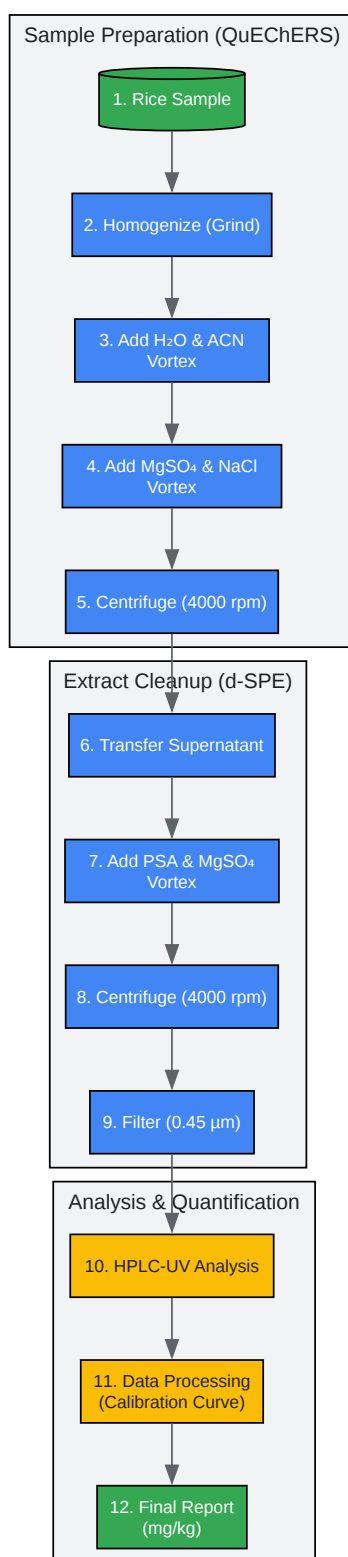 Sample Preparation (QuEChERS)
1. Rice Sample
2. Homogenize (Grind)
3. Add H₂O & ACN
Vortex
4. Add MgSO₄ & NaCl
Vortex
5. Centrifuge (4000 rpm)
Extract Cleanup (d-SPE)
6. Transfer Supernatant
7. Add PSA & MgSO₄
Vortex
8. Centrifuge (4000 rpm)
9. Filter (0.45 µm)
Analysis & Quantification
10. HPLC-UV Analysis
11. Data Processing
(Calibration Curve)
12. Final Report
(mg/kg)